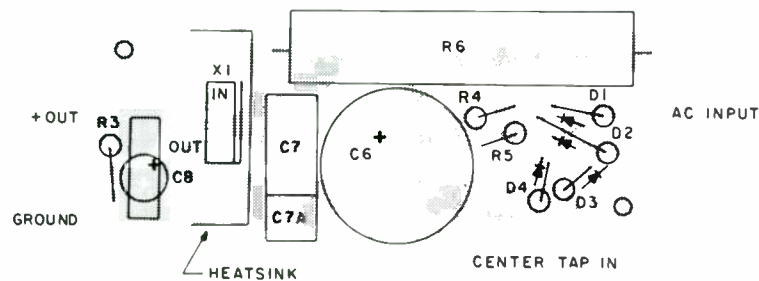 R6
X1
IN
R4
D1
+OUT
R3
AC INPUT
D2
OUT
C7
+
C6
R5
+
C8
D4
D3
C7A
GROUND
CENTER TAP IN
HEATSINK